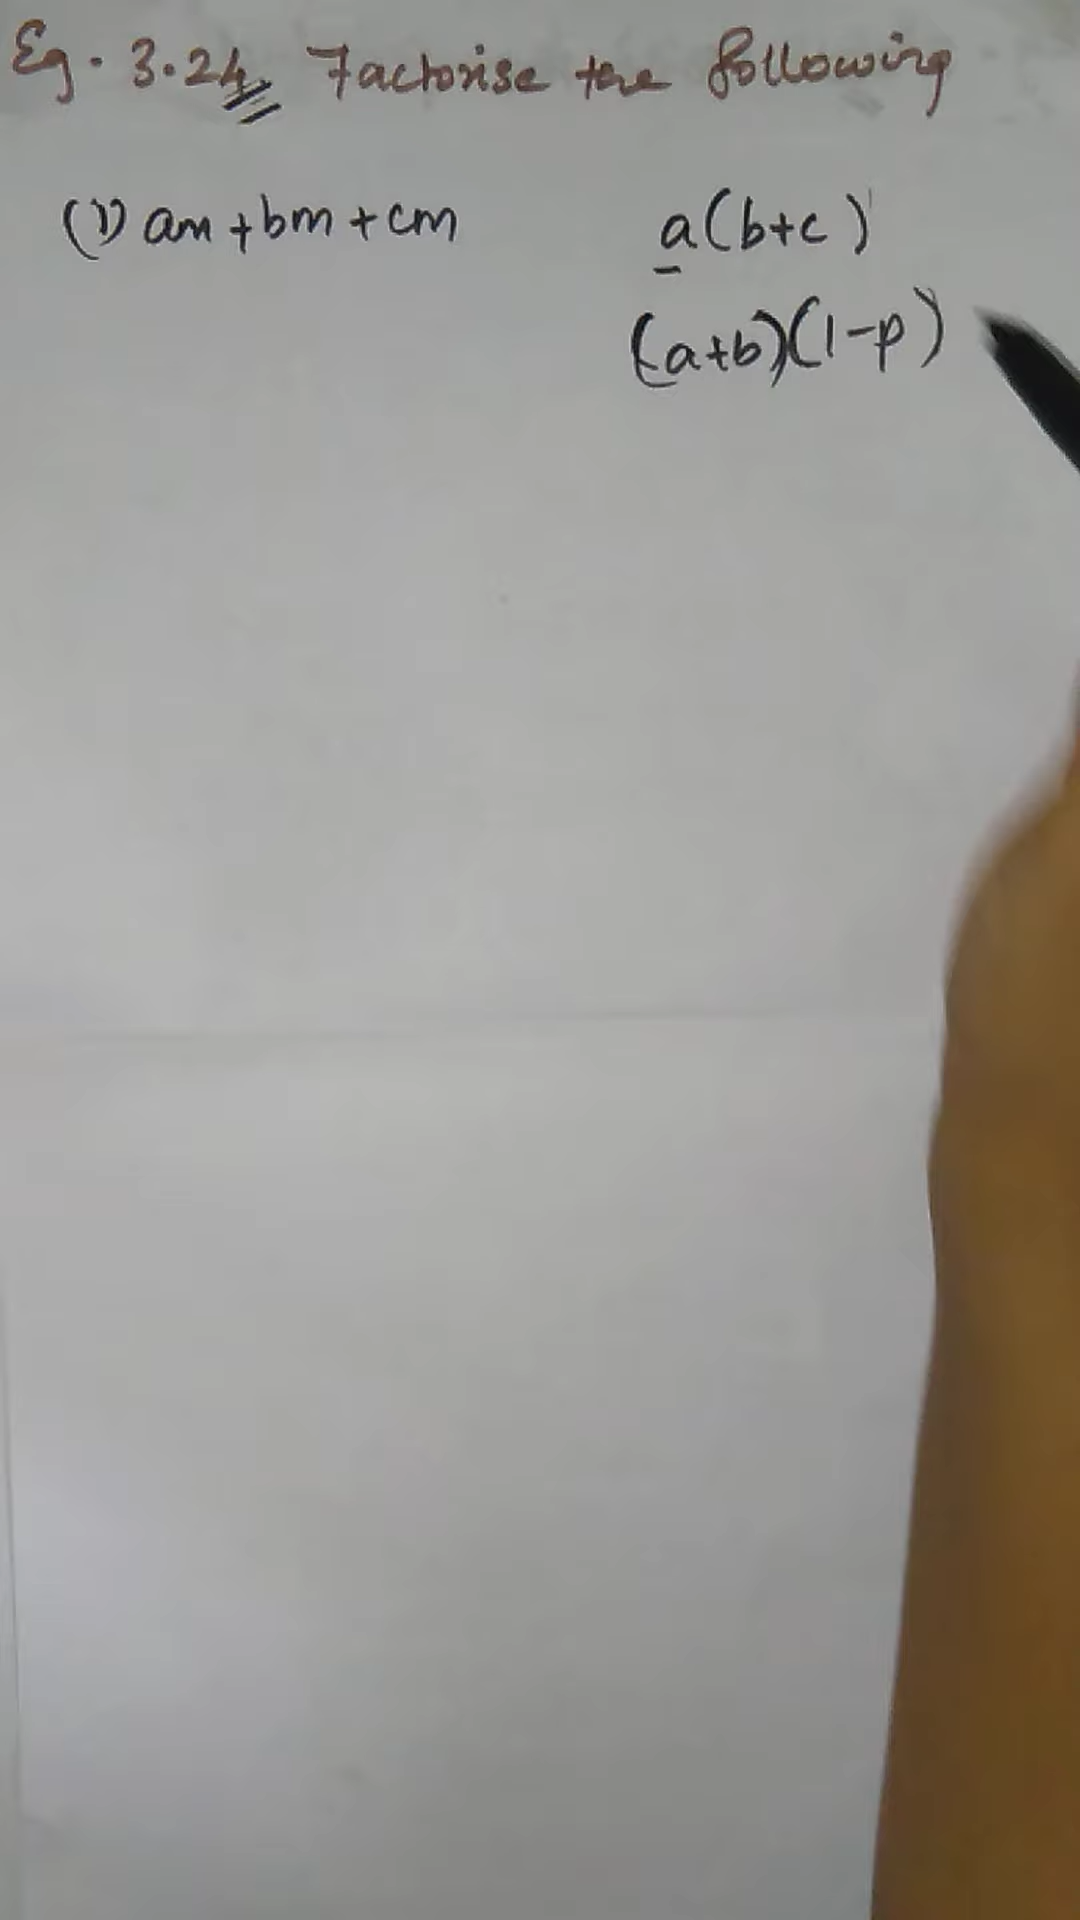 Eg. 3.24 Factorise the following
(1) am + bm + cm
a(b+c)
(a+b)(1-p)